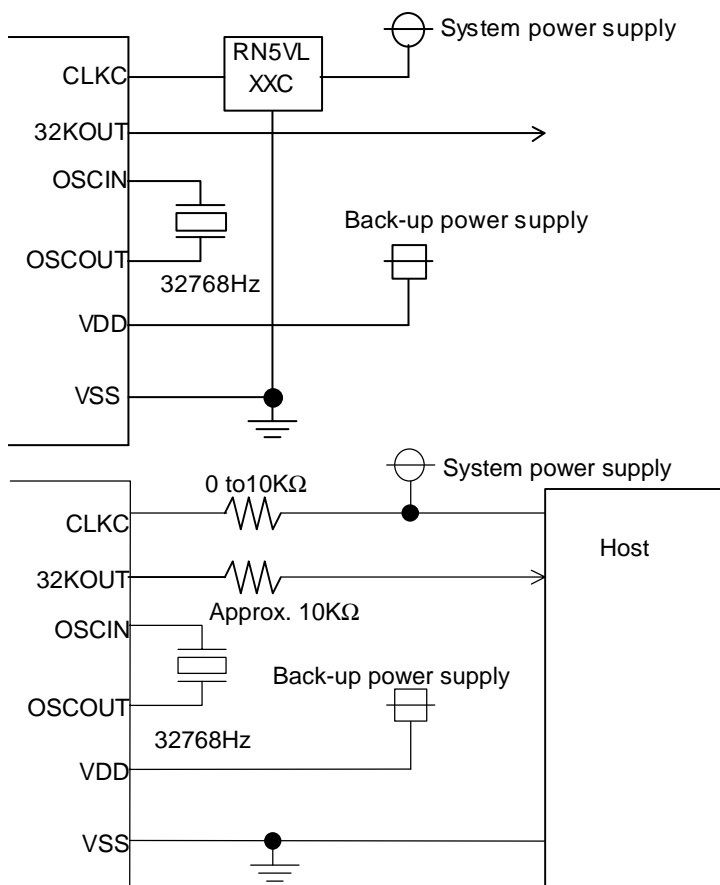 System power supply
RN5VL
XXC
CLKC
32KOUT
OSCIN
Back-up power supply
OSCOUT
32768Hz
VDD
VSS
System power supply
0 to10KΩ
CLKC
Host
32KOUT
Approx. 10KΩ
OSCIN
Back-up power supply
OSCOUT
32768Hz
VDD
VSS